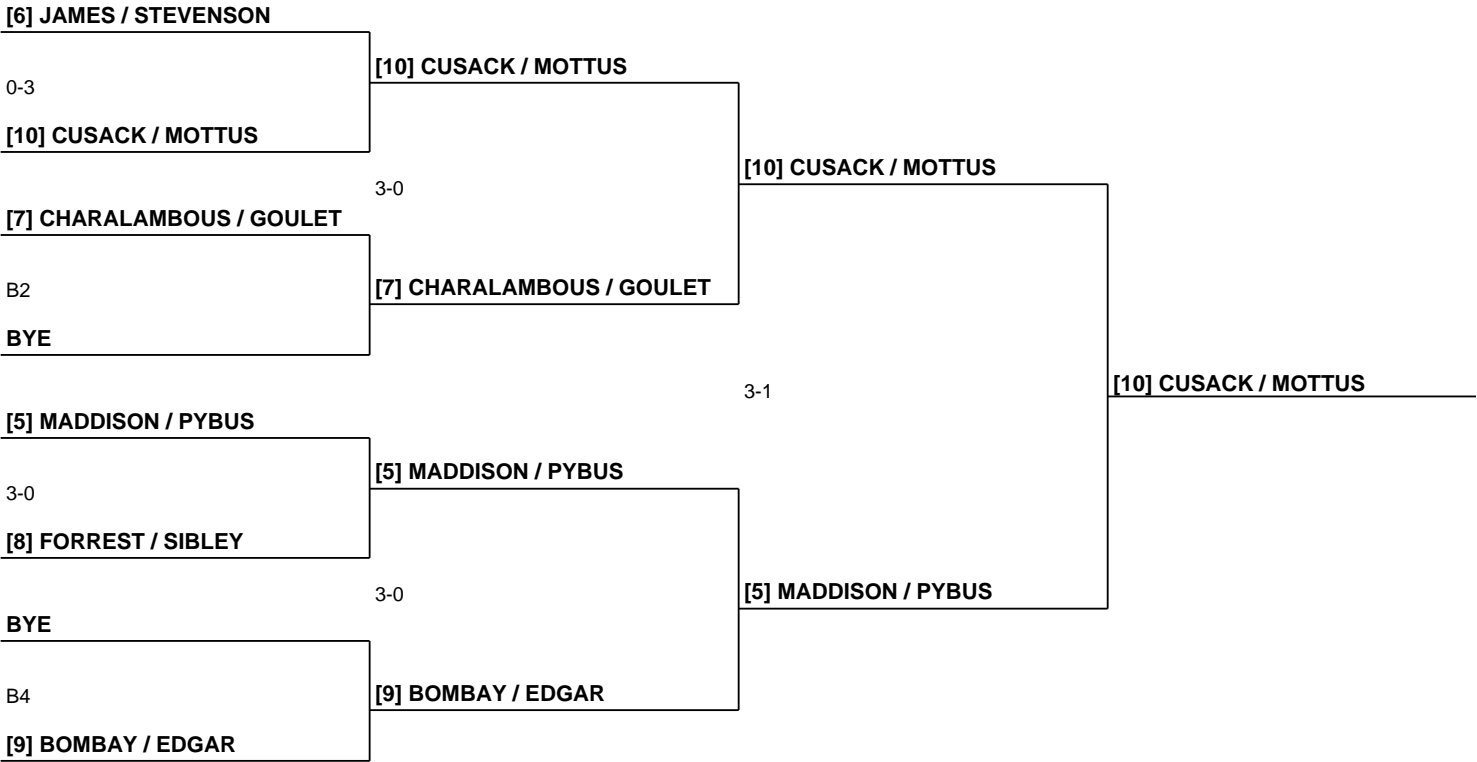 [6] JAMES / STEVENSON
[10] CUSACK / MOTTUS
0-3
[10] CUSACK / MOTTUS
[10] CUSACK / MOTTUS
3-0
[7] CHARALAMBOUS / GOULET
B2
[7] CHARALAMBOUS / GOULET
BYE
3-1
[10] CUSACK / MOTTUS
[5] MADDISON / PYBUS
[5] MADDISON / PYBUS
3-0
[8] FORREST / SIBLEY
3-0
[5] MADDISON / PYBUS
BYE
B4
[9] BOMBAY / EDGAR
[9] BOMBAY / EDGAR